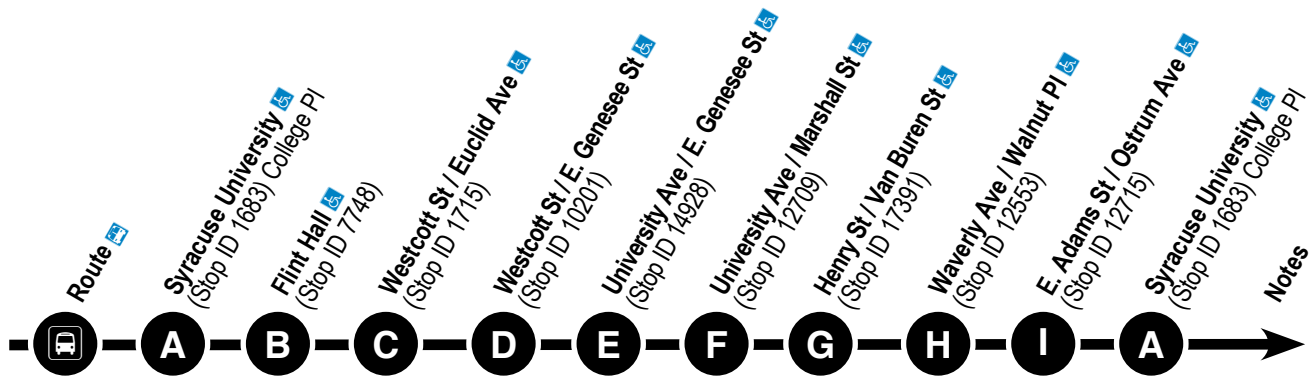 Route
Syracuse University
(Stop ID 1683) College Pl
Flint Hall
(Stop ID 7748)
Westcott St / Euclid Ave
(Stop ID 1715)
Westcott St / E. Genesee St
(Stop ID 10201)
University Ave / E. Genesee St
(Stop ID 14928)
University Ave / Marshall St
(Stop ID 12709)
Henry St / Van Buren St
(Stop ID 17391)
Waverly Ave / Walnut Pl
(Stop ID 12553)
E. Adams St / Ostrum Ave
(Stop ID 12715)
Syracuse University
(Stop ID 1683) College Pl
Notes
A B C D E F G H I A